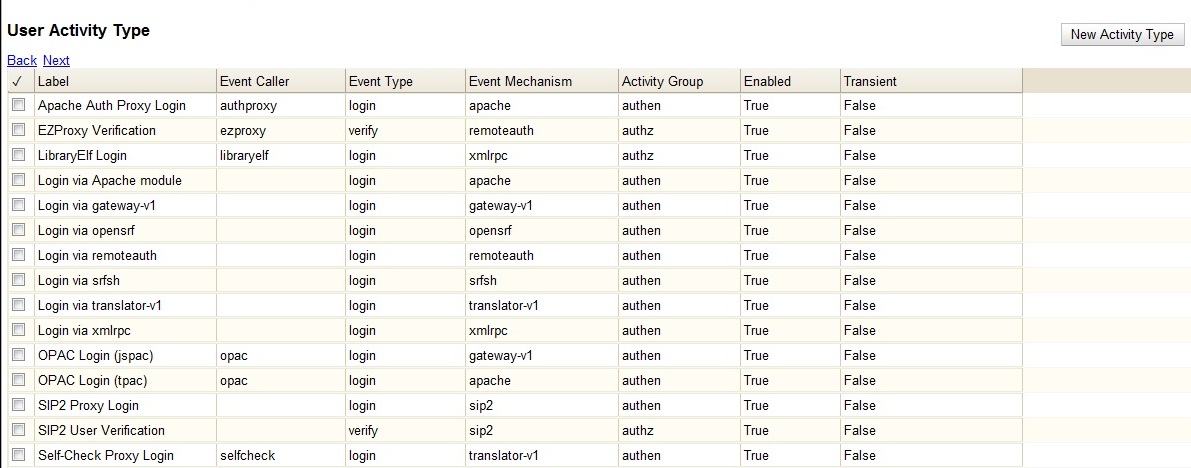 User Activity Type
New Activity Type
Back Next
✓ Label Event Caller Event Type Event Mechanism Activity Group Enabled Transient
Apache Auth Proxy Login authproxy login apache authen True False
EZProxy Verification ezproxy verify remoteauth authz True False
LibraryElf Login libraryelf login xmlrpc authz True False
Login via Apache module login apache authen True False
Login via gateway-v1 login gateway-v1 authen True False
Login via opensrf login opensrf authen True False
Login via remoteauth login remoteauth authen True False
Login via srfsh login srfsh authen True False
Login via translator-v1 login translator-v1 authen True False
Login via xmlrpc login xmlrpc authen True False
OPAC Login (jspac) opac login gateway-v1 authen True False
OPAC Login (tpac) opac login apache authen True False
SIP2 Proxy Login login sip2 authen True False
SIP2 User Verification verify sip2 authz True False
Self-Check Proxy Login selfcheck login translator-v1 authen True False